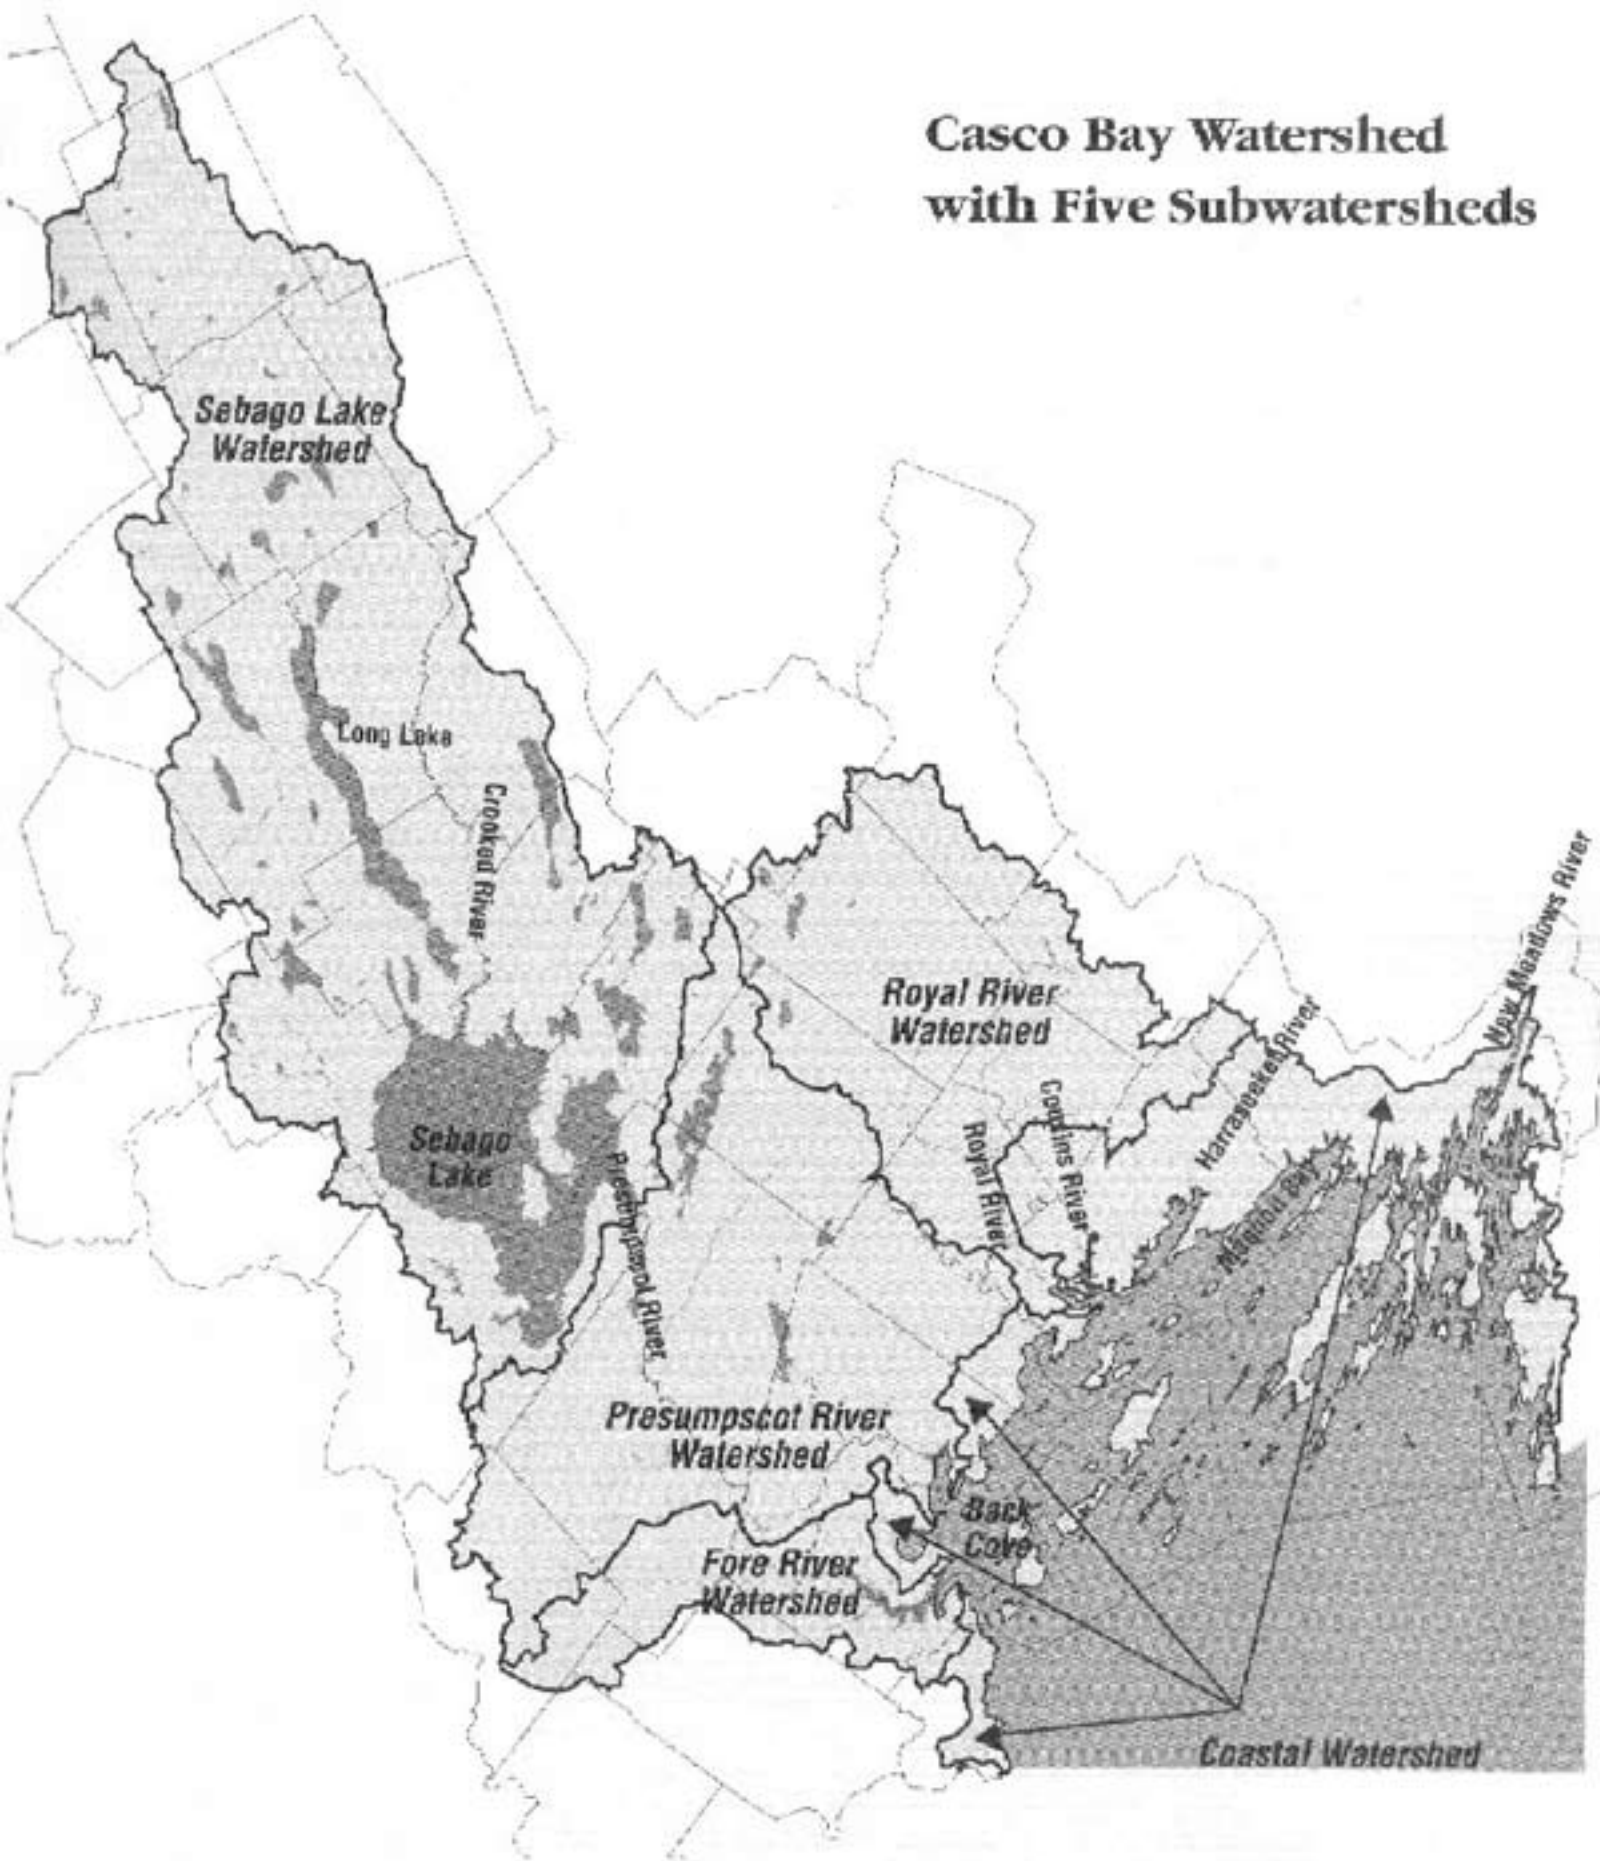 Casco Bay Watershed
with Five Subwatersheds
Sebago Lake
Watershed
Long Lake
Crooked River
Royal River
Watershed
New Meadows River
Harraseeket River
Cousins River
Royal River
Maquoit Bay
Sebago
Lake
Presumpscot River
Presumpscot River
Watershed
Back
Cove
Fore River
Watershed
Coastal Watershed